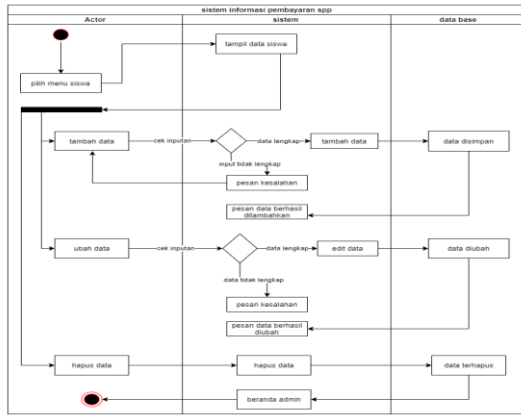 sistem informasi pembayaran spp
Actor
sistem
data base
tampil data siswa
pilih menu siswa
tambah data
cek inputan
data lengkap
tambah data
data disimpan
input tidak lengkap
pesan kesalahan
pesan data berhasil
ditambahkan
ubah data
cek inputan
data lengkap
edit data
data diubah
data tidak lengkap
pesan kesalahan
pesan data berhasil
diubah
hapus data
hapus data
data terhapus
beranda admin